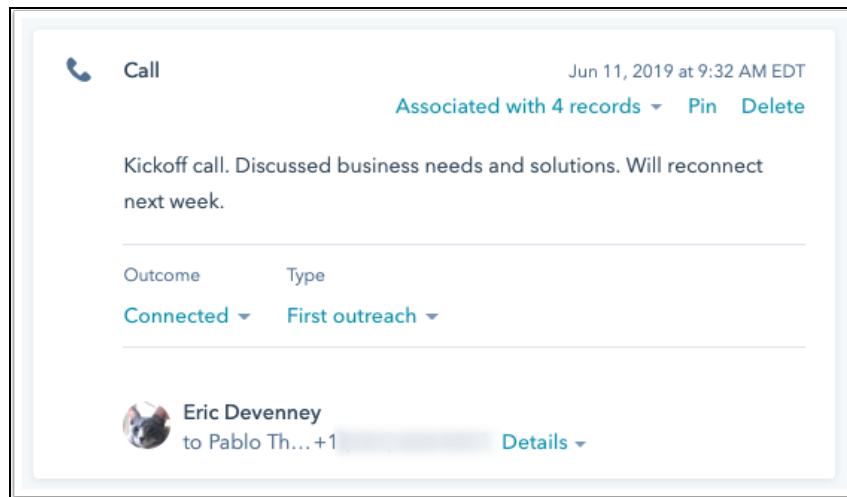 Call
Jun 11, 2019 at 9:32 AM EDT
Associated with 4 records Pin Delete
Kickoff call. Discussed business needs and solutions. Will reconnect
next week.
Outcome Type
Connected First outreach
Eric Devenney
to Pablo Th... +1 Details